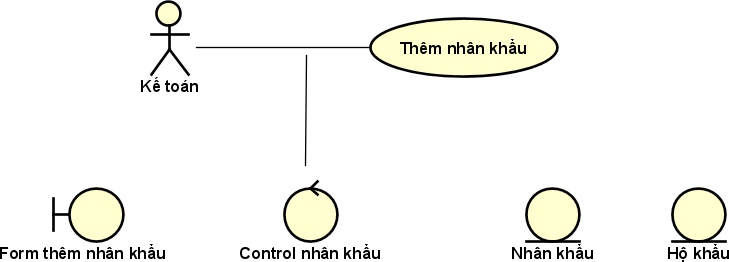 Thêm nhân khẩu
Kế toán
Form thêm nhân khẩu
Control nhân khẩu
Nhân khẩu
Hộ khẩu